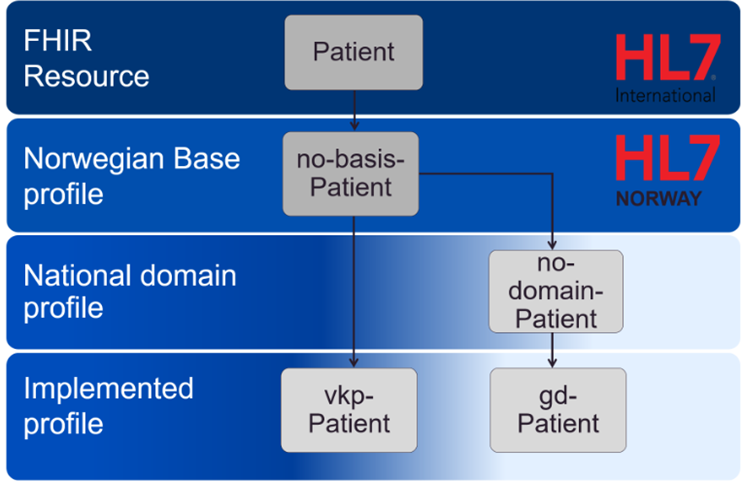 FHIR
Resource
Patient
HL7
International
Norwegian Base
profile
no-basis-
Patient
HL7
NORWAY
National domain
profile
no-
domain-
Patient
Implemented
profile
vkp-
Patient
gd-
Patient